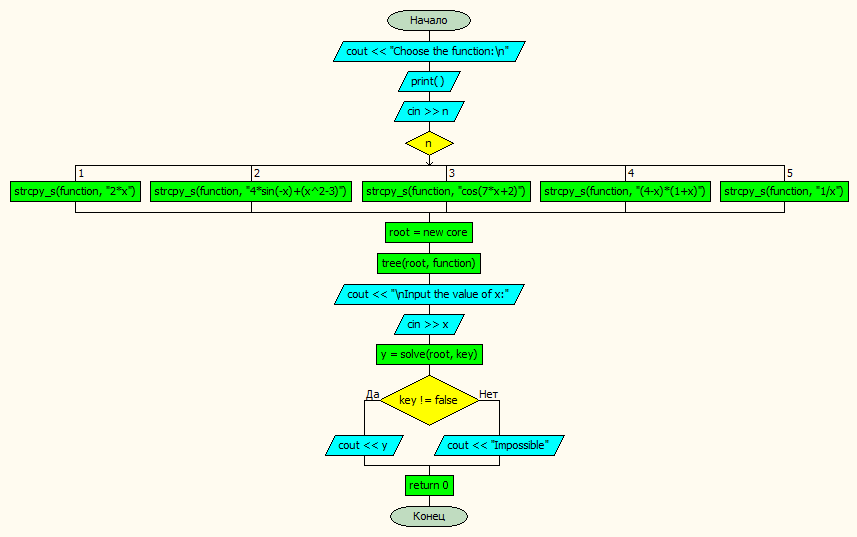 Начало
cout << "Choose the function:\n"
print( )
cin >> n
n
1
2
3
4
5
strcpy_s(function, "2*x")
strcpy_s(function, "4*sin(-x)+(x^2-3)")
strcpy_s(function, "cos(7*x+2)")
strcpy_s(function, "(4-x)*(1+x)")
strcpy_s(function, "1/x")
root = new core
tree(root, function)
cout << "\nInput the value of x:"
cin >> x
y = solve(root, key)
Да
key != false
Нет
cout << y
cout << "Impossible"
return 0
Конец